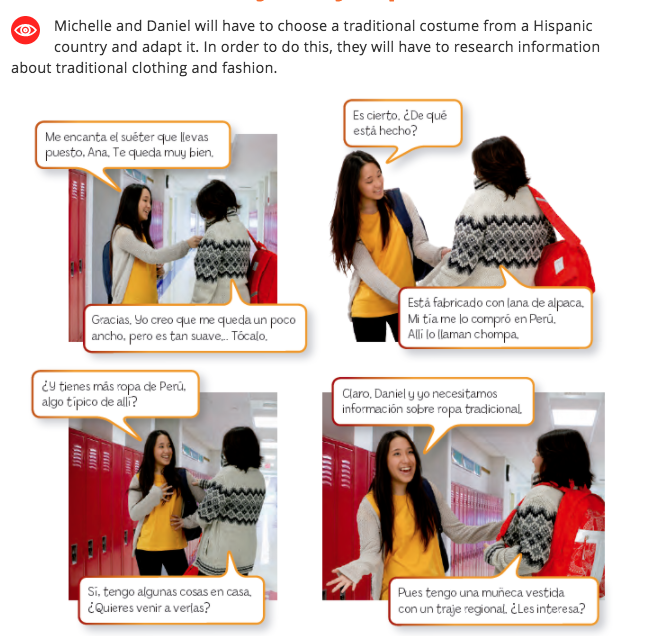 Michelle and Daniel will have to choose a traditional costume from a Hispanic
country and adapt it. In order to do this, they will have to research information
about traditional clothing and fashion.
Me encanta el suéter que llevas
puesto, Ana. Te queda muy bien.
Gracias. Yo creo que me queda un poco
ancho, pero es tan suave... Tócalo.
Es cierto. ¿De qué
está hecho?
Está fabricado con lana de alpaca.
Mi tía me lo compró en Perú.
Allí lo llaman chompa.
¿Y tienes más ropa de Perú,
algo típico de allí?
Sí, tengo algunas cosas en casa.
¿Quieres venir a verlas?
Claro. Daniel y yo necesitamos
información sobre ropa tradicional.
Pues tengo una muñeca vestida
con un traje regional. ¿Les interesa?